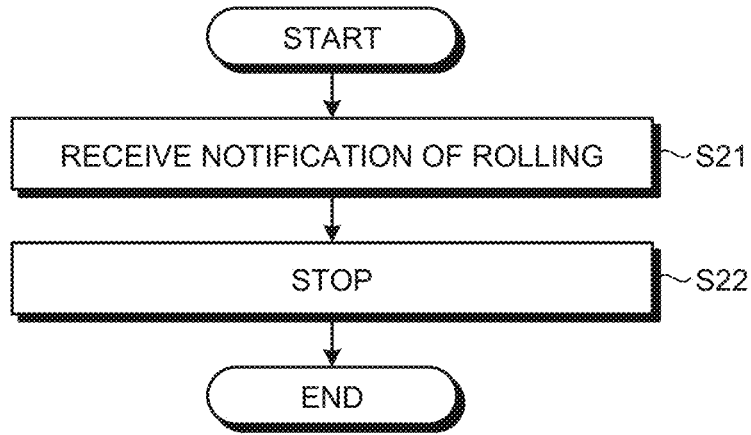 START
RECEIVE NOTIFICATION OF ROLLING
S21
STOP
S22
END